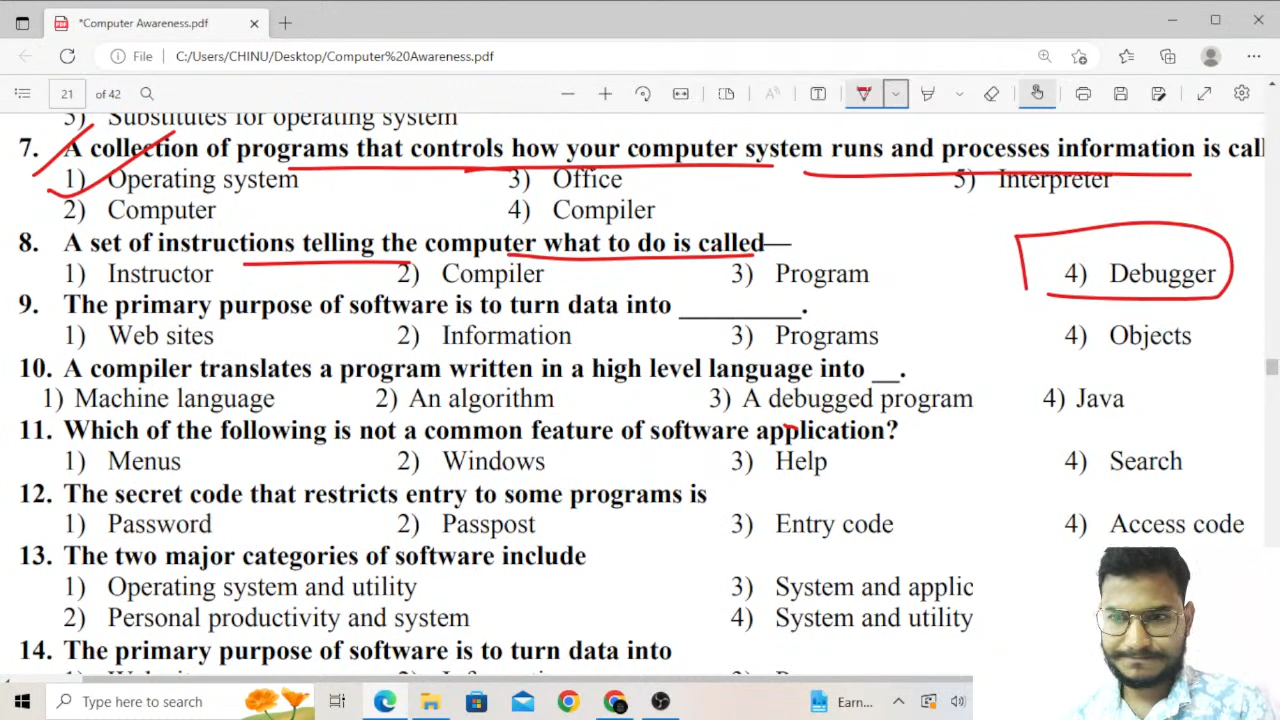 *Computer Awareness.pdf
File C:/Users/CHINU/Desktop/Computer%20Awareness.pdf
21 of 42
5) Substitutes for operating system
7. A collection of programs that controls how your computer system runs and processes information is call
1) Operating system 3) Office 5) Interpreter
2) Computer 4) Compiler
8. A set of instructions telling the computer what to do is called—
1) Instructor 2) Compiler 3) Program 4) Debugger
9. The primary purpose of software is to turn data into _________.
1) Web sites 2) Information 3) Programs 4) Objects
10. A compiler translates a program written in a high level language into __.
1) Machine language 2) An algorithm 3) A debugged program 4) Java
11. Which of the following is not a common feature of software application?
1) Menus 2) Windows 3) Help 4) Search
12. The secret code that restricts entry to some programs is
1) Password 2) Passpost 3) Entry code 4) Access code
13. The two major categories of software include
1) Operating system and utility 3) System and applic
2) Personal productivity and system 4) System and utility
14. The primary purpose of software is to turn data into
Type here to search Earn...